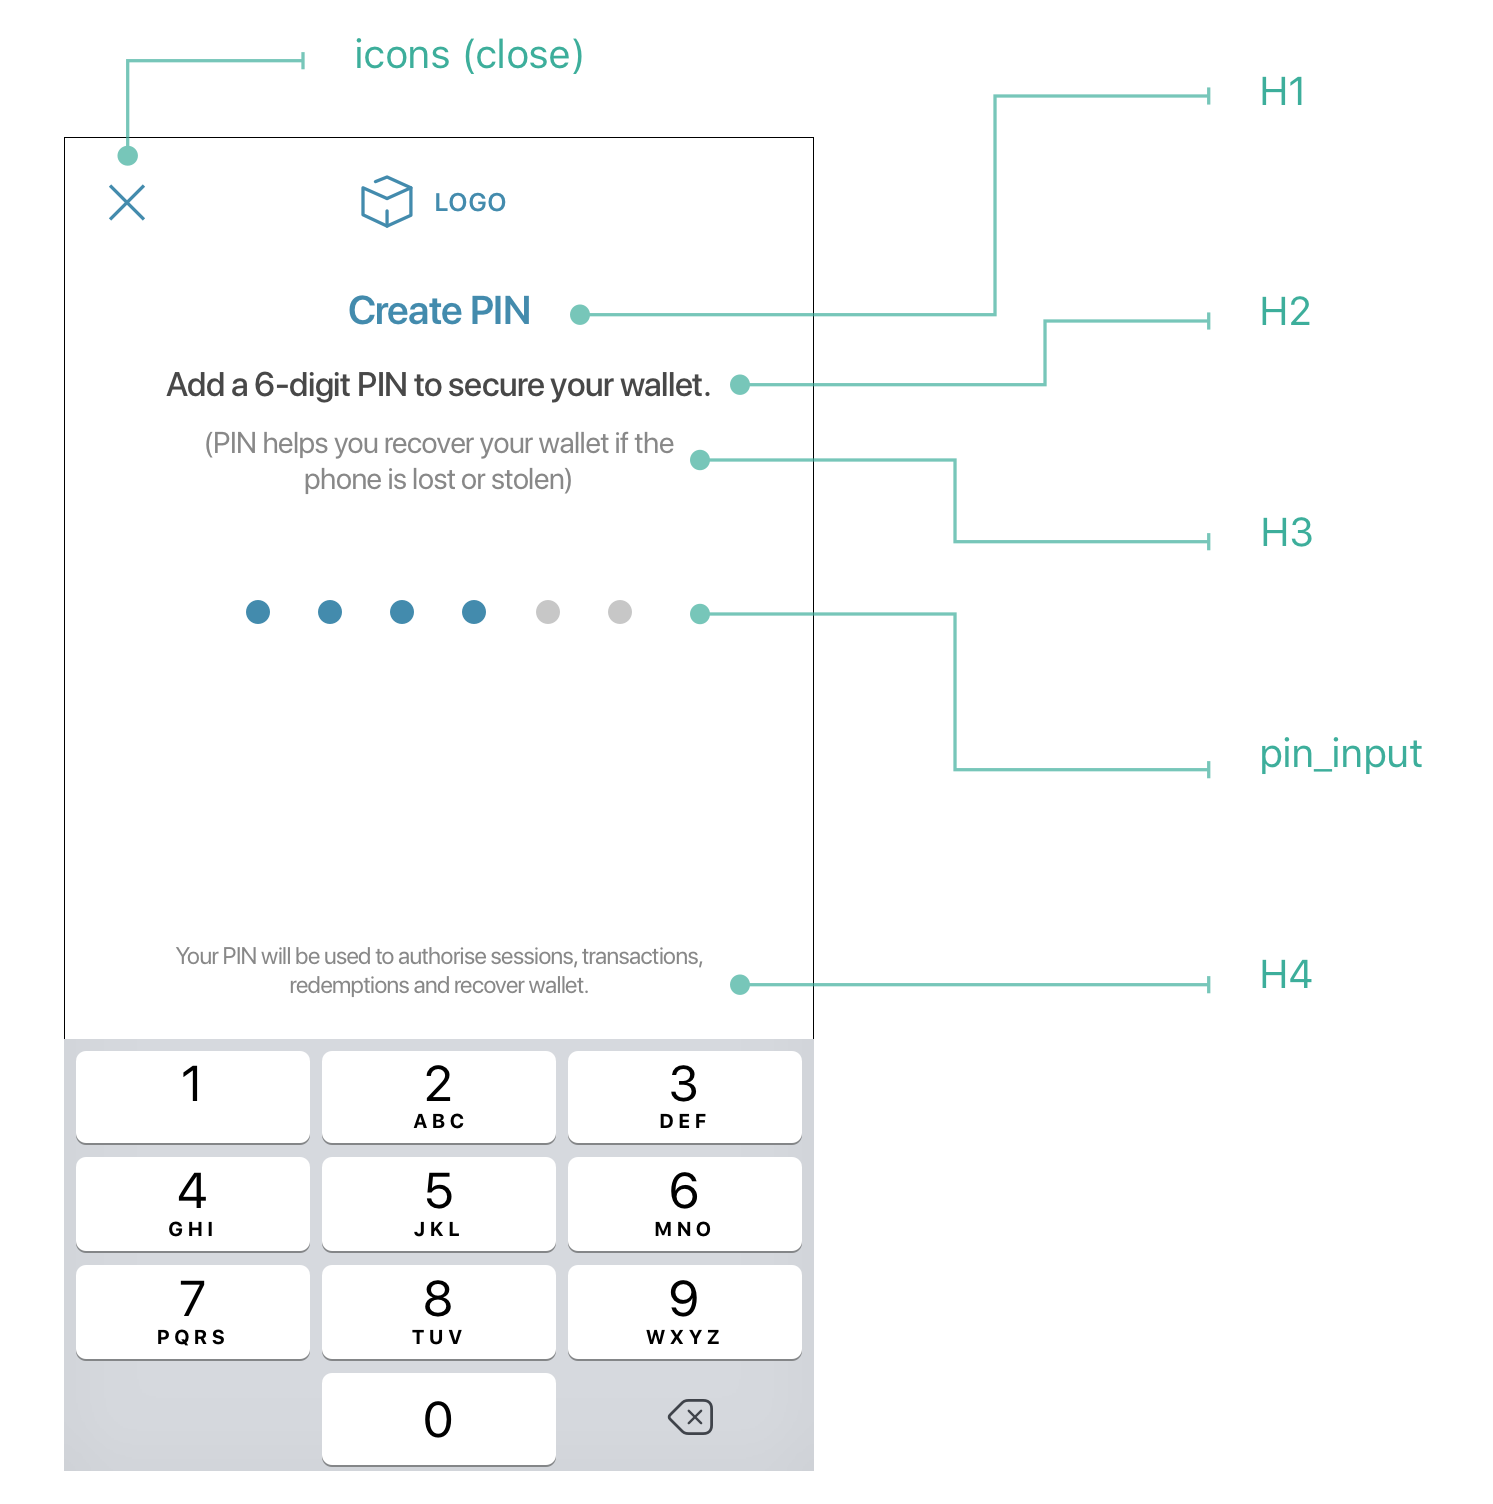 icons (close)
H1
LOGO
Create PIN
H2
Add a 6-digit PIN to secure your wallet.
(PIN helps you recover your wallet if the
phone is lost or stolen)
H3
pin_input
Your PIN will be used to authorise sessions, transactions,
redemptions and recover wallet.
H4
1 2 3
ABC DEF
4 5 6
GHI JKL MNO
7 8 9
PQRS TUV WXYZ
0